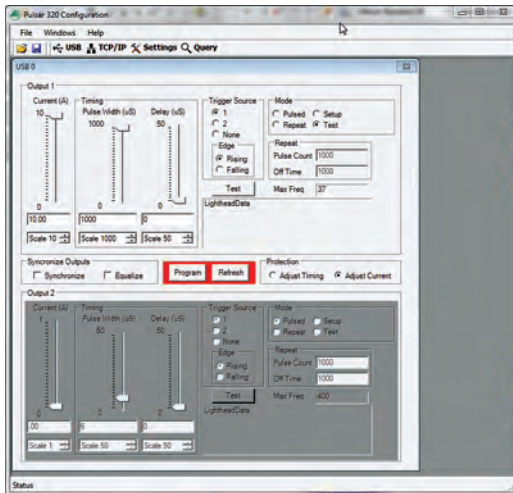 Pulsar 320 Configuration
File Windows Help
USB TCP/IP Settings Query
USB 0
Output 1
Current (A) Timing Trigger Source Mode
Pulse Width (uS) Delay (uS)
1 Pulsed Setup
2 Repeat Test
None
10 1000 50
Edge Repeat
Rising Pulse Count 1000
Falling Off Time 1000
Test Max Freq 37
0 0 0
LightheadData
10.00 1000 0
Scale 10 Scale 1000 Scale 50
Syncronize Outputs
Synchronize Equalize
Program Refresh
Protection
Adjust Timing Adjust Current
Output 2
Current (A) Timing Trigger Source Mode
Pulse Width (uS) Delay (uS)
1 Pulsed Setup
2 Repeat Test
None
1 50 50
Edge Repeat
Rising Pulse Count 1000
Falling Off Time 1000
Test Max Freq 400
0 0 0
LightheadData
.00 6 0
Scale 1 Scale 50 Scale 50
Status